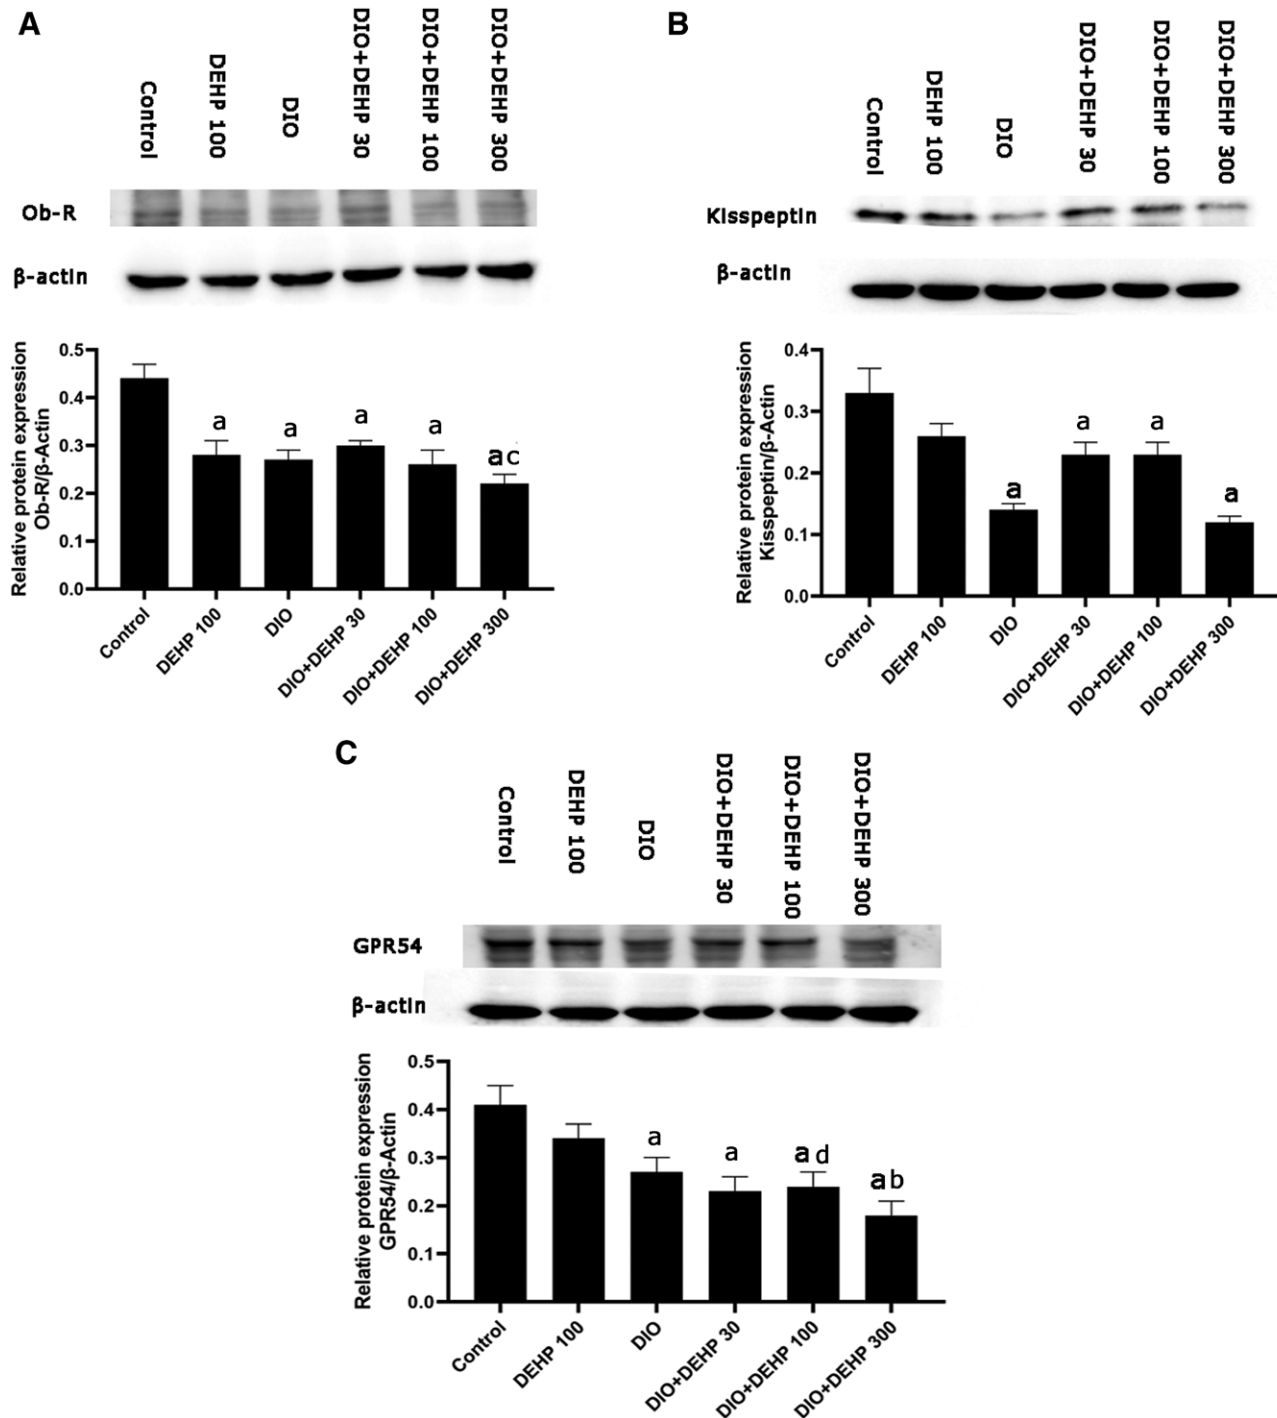 A
Control
DEHP 100
DIO
DIO+DEHP 30
DIO+DEHP 100
DIO+DEHP 300
Ob-R
β-actin
Relative protein expression
Ob-R/β-Actin
0.5
0.4
0.3
0.2
0.1
0.0
a
a
a
a
ac
Control
DEHP 100
DIO
DIO+DEHP 30
DIO+DEHP 100
DIO+DEHP 300
B
Control
DEHP 100
DIO
DIO+DEHP 30
DIO+DEHP 100
DIO+DEHP 300
Kisspeptin
β-actin
Relative protein expression
Kisspeptin/β-Actin
0.4
0.3
0.2
0.1
0.0
a
a
a
a
Control
DEHP 100
DIO
DIO+DEHP 30
DIO+DEHP 100
DIO+DEHP 300
C
Control
DEHP 100
DIO
DIO+DEHP 30
DIO+DEHP 100
DIO+DEHP 300
GPR54
β-actin
Relative protein expression
GPR54/β-Actin
0.5
0.4
0.3
0.2
0.1
0.0
a
a
a d
ab
Control
DEHP 100
DIO
DIO+DEHP 30
DIO+DEHP 100
DIO+DEHP 300